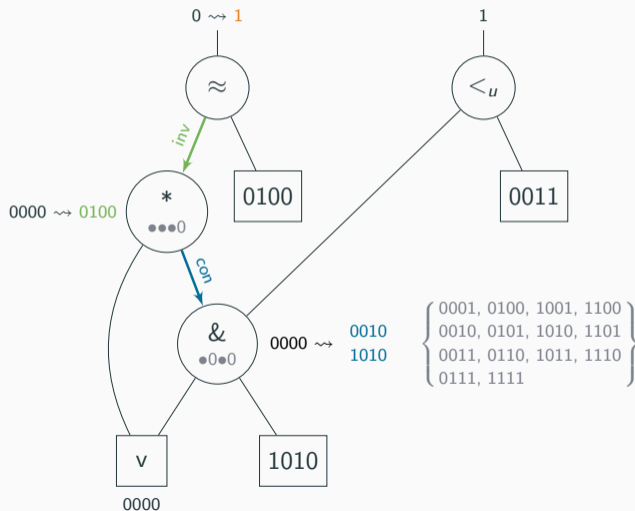 0 ⇝ 1
1
≈
<u
inv
*
●●●0
0000 ⇝ 0100
0100
0011
con
&
●0●0
0000 ⇝ 0010
1010
0001, 0100, 1001, 1100
0010, 0101, 1010, 1101
0011, 0110, 1011, 1110
0111, 1111
v
1010
0000